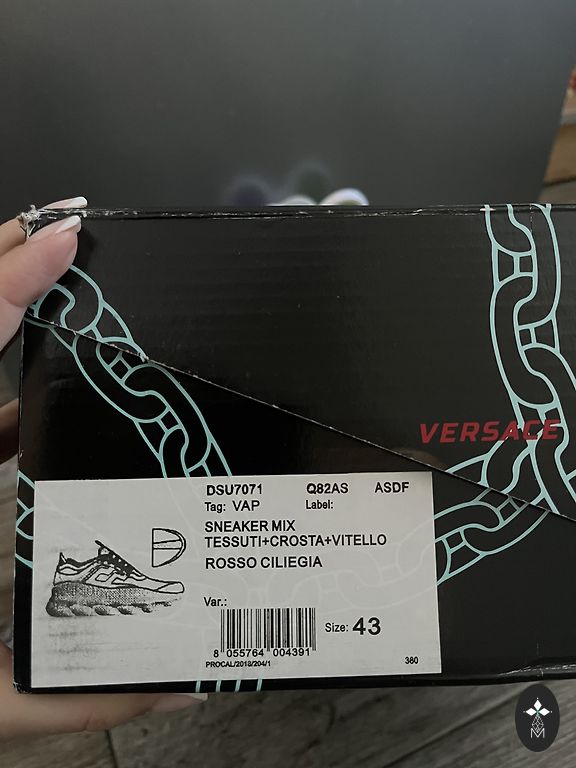 VERSACE
DSU7071 Q82AS ASDF
Tag: VAP Label:
SNEAKER MIX
TESSUTI+CROSTA+VITELLO
ROSSO CILIEGIA
Var.:
Size: 43
8 055764 004391
PROCAL/2018/204/1 360
M